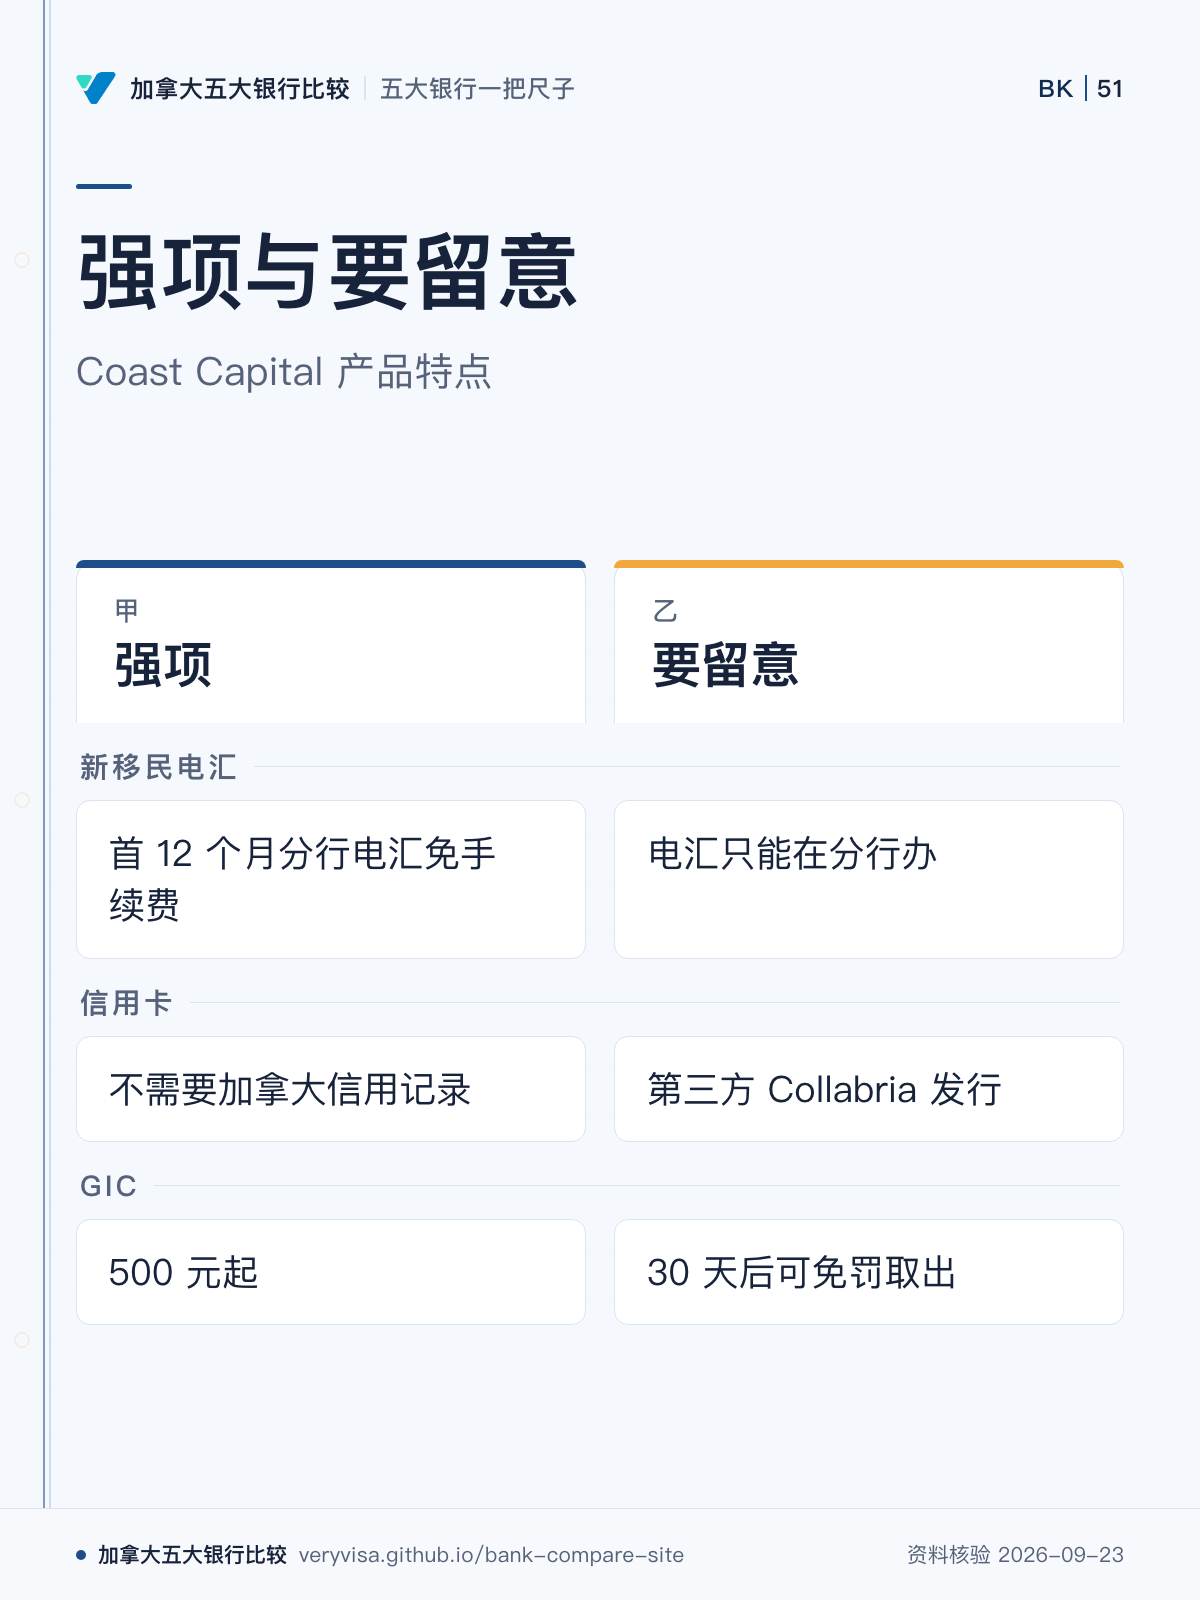 加拿大五大银行比较 五大银行一把尺子
BK 51
强项与要留意
Coast Capital 产品特点
甲
强项
乙
要留意
新移民电汇
首 12 个月分行电汇免手
续费
电汇只能在分行办
信用卡
不需要加拿大信用记录
第三方 Collabria 发行
GIC
500 元起
30 天后可免罚取出
加拿大五大银行比较 veryvisa.github.io/bank-compare-site
资料核验 2026-09-23